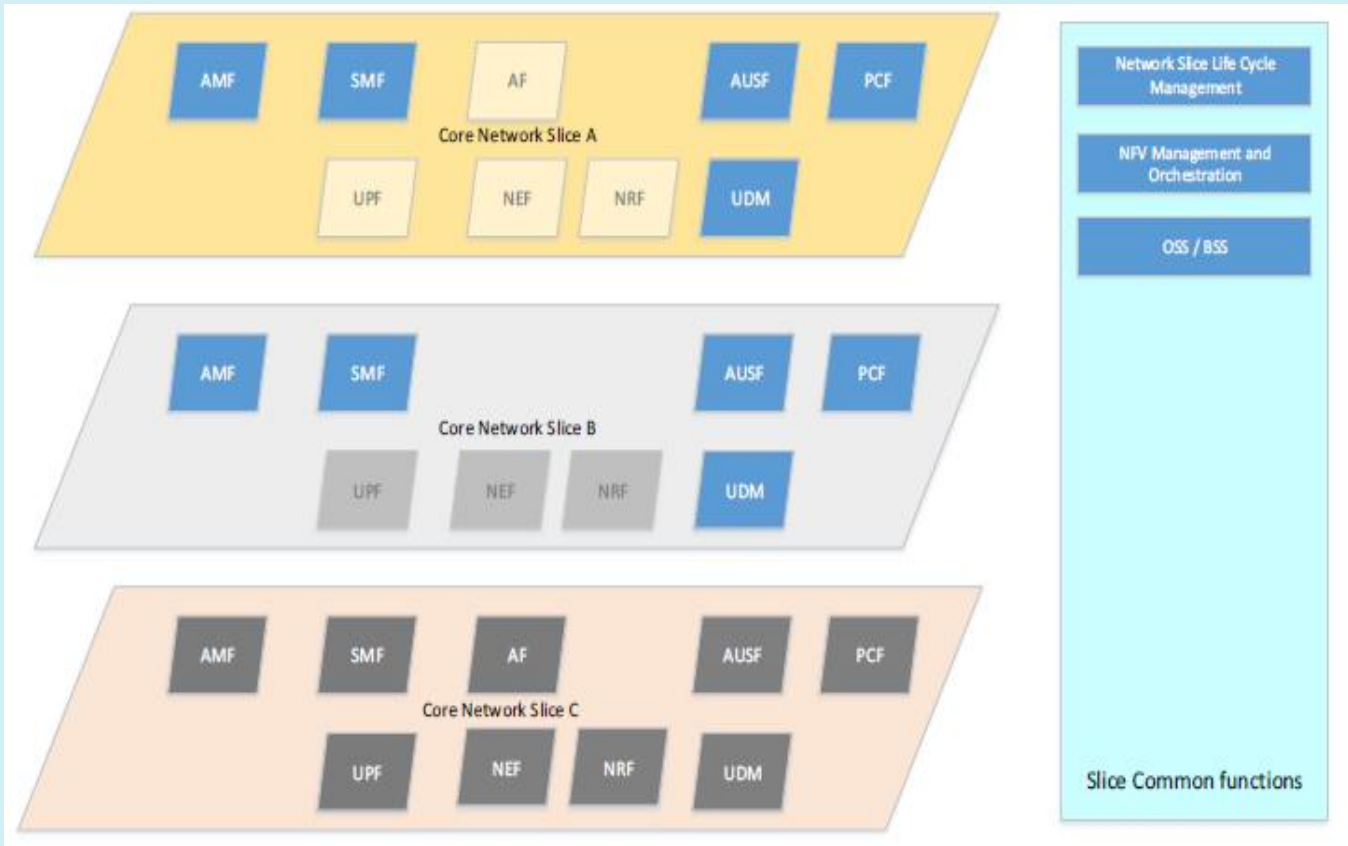 AMF SMF AF AUSF PCF
Core Network Slice A
UPF NEF NRF UDM
AMF SMF AUSF PCF
Core Network Slice B
UPF NEF NRF UDM
AMF SMF AF AUSF PCF
Core Network Slice C
UPF NEF NRF UDM
Network Slice Life Cycle
Management
NFV Management and
Orchestration
OSS / BSS
Slice Common functions